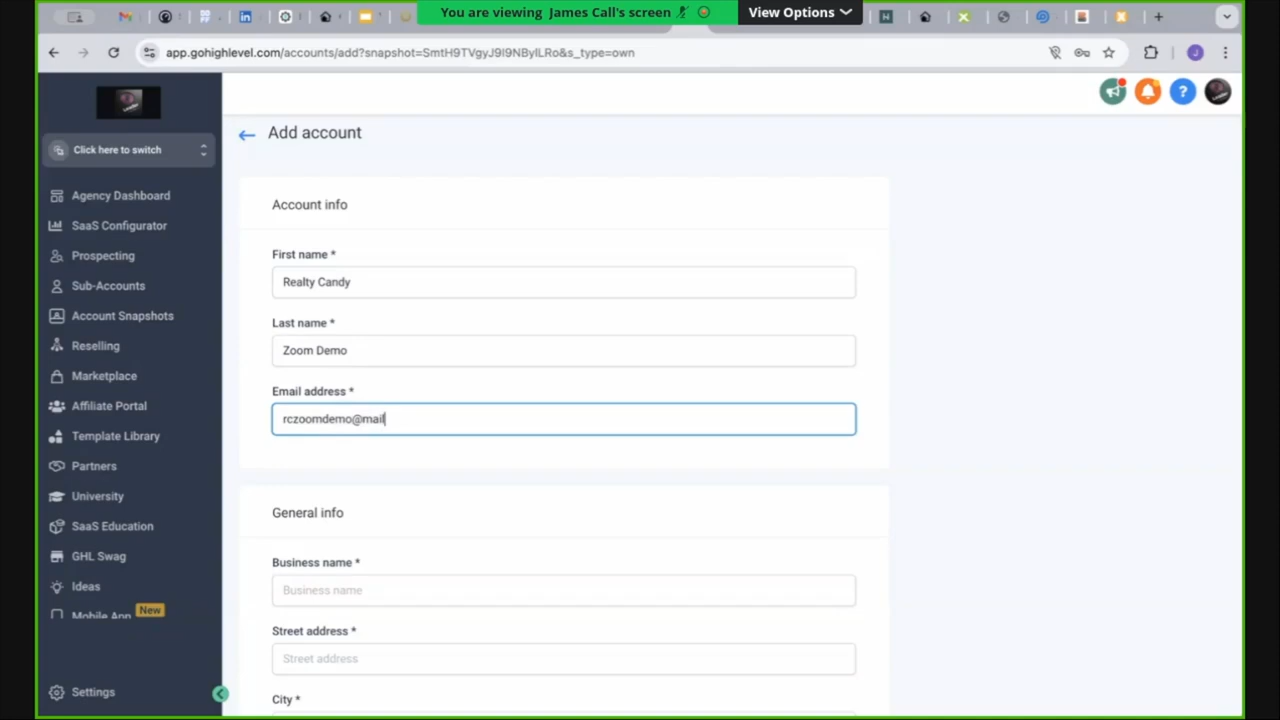 You are viewing James Call's screen
View Options
app.gohighlevel.com/accounts/add?snapshot=SmtH9TVgyJ9I9NByILRo&s_type=own
Click here to switch
Agency Dashboard
SaaS Configurator
Prospecting
Sub-Accounts
Account Snapshots
Reselling
Marketplace
Affiliate Portal
Template Library
Partners
University
SaaS Education
GHL Swag
Ideas
Mobile App New
Settings
Add account
Account info
First name *
Realty Candy
Last name *
Zoom Demo
Email address *
rczoomdemo@mail
General info
Business name *
Business name
Street address *
Street address
City *